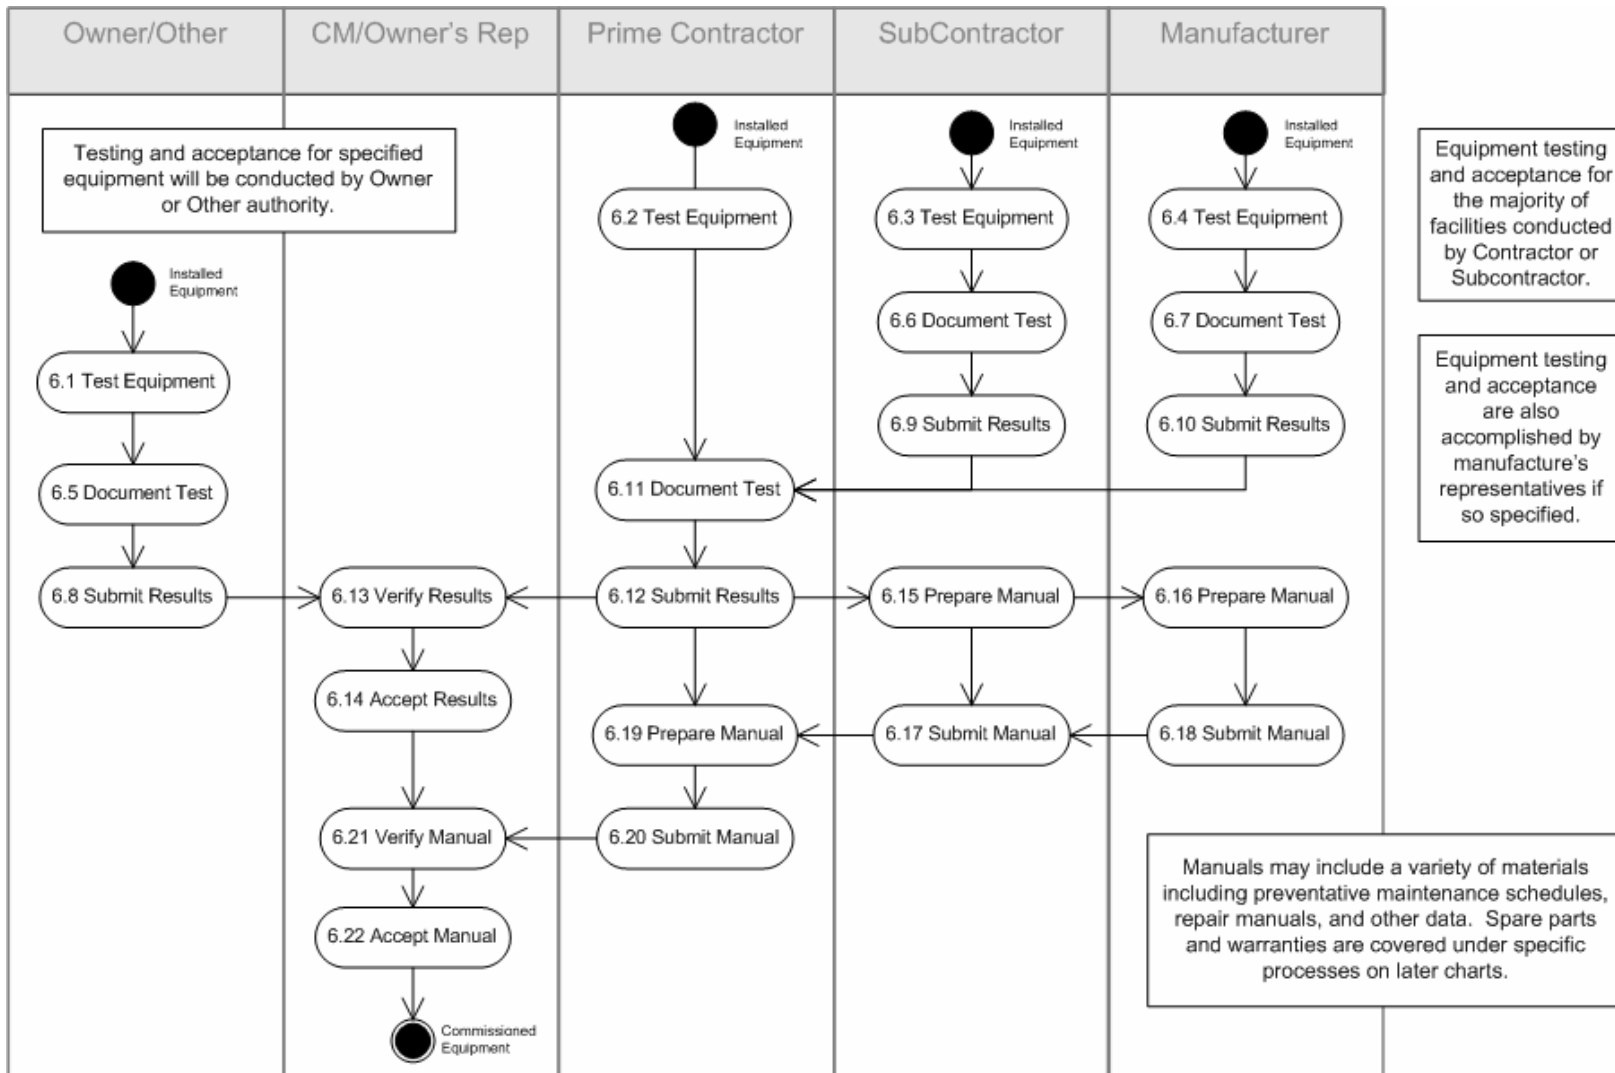 Owner/Other
CM/Owner's Rep
Prime Contractor
SubContractor
Manufacturer
Testing and acceptance for specified
equipment will be conducted by Owner
or Other authority.
Installed
Equipment
Installed
Equipment
Installed
Equipment
Equipment testing
and acceptance for
the majority of
facilities conducted
by Contractor or
Subcontractor.
6.2 Test Equipment
6.3 Test Equipment
6.4 Test Equipment
Installed
Equipment
6.6 Document Test
6.7 Document Test
6.1 Test Equipment
Equipment testing
and acceptance
are also
accomplished by
manufacture's
representatives if
so specified.
6.9 Submit Results
6.10 Submit Results
6.5 Document Test
6.11 Document Test
6.8 Submit Results
6.13 Verify Results
6.12 Submit Results
6.15 Prepare Manual
6.16 Prepare Manual
6.14 Accept Results
6.19 Prepare Manual
6.17 Submit Manual
6.18 Submit Manual
6.21 Verify Manual
6.20 Submit Manual
Manuals may include a variety of materials
including preventative maintenance schedules,
repair manuals, and other data.  Spare parts
and warranties are covered under specific
processes on later charts.
6.22 Accept Manual
Commissioned
Equipment